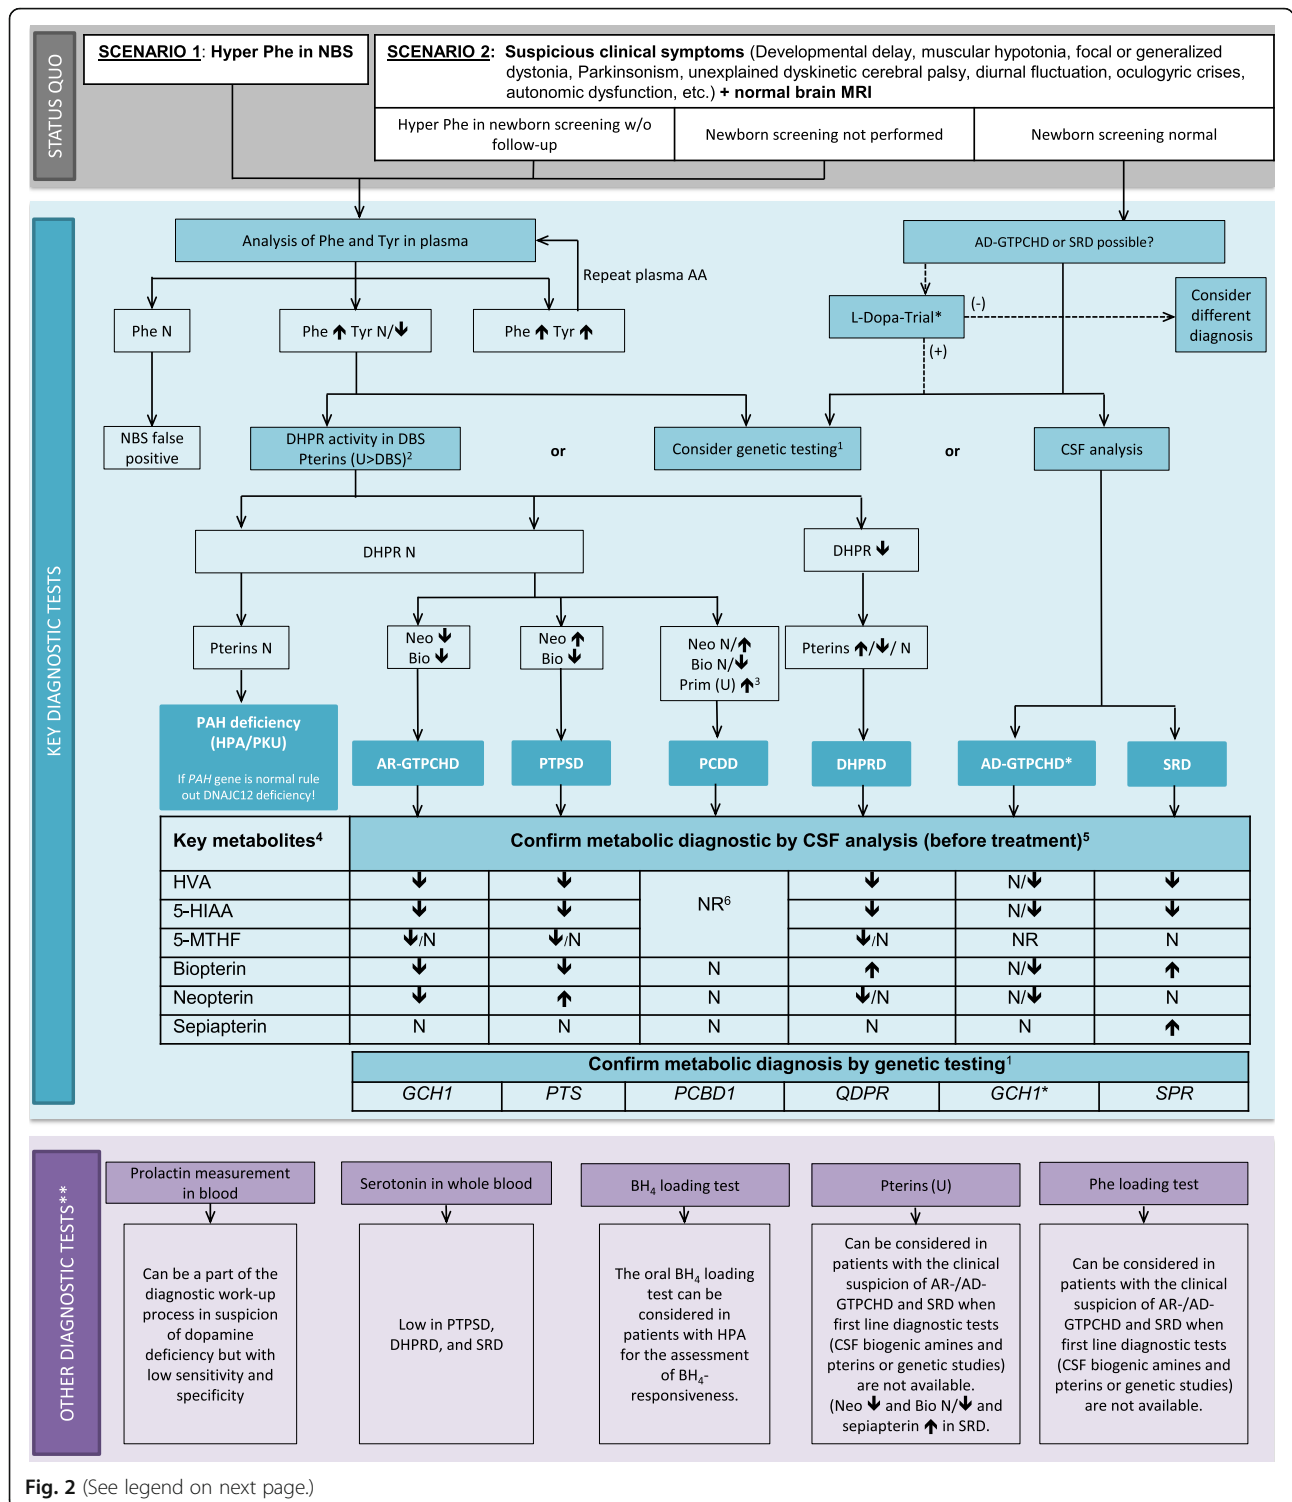 STATUS QUO
SCENARIO 1: Hyper Phe in NBS
SCENARIO 2: Suspicious clinical symptoms (Developmental delay, muscular hypotonia, focal or generalized
dystonia, Parkinsonism, unexplained dyskinetic cerebral palsy, diurnal fluctuation, oculogyric crises,
autonomic dysfunction, etc.) + normal brain MRI
Hyper Phe in newborn screening w/o
follow-up
Newborn screening not performed
Newborn screening normal
KEY DIAGNOSTIC TESTS
Analysis of Phe and Tyr in plasma
AD-GTPCHD or SRD possible?
Repeat plasma AA
Phe N
Phe 🡹 Tyr N/🡻
Phe 🡹 Tyr 🡹
L-Dopa-Trial*
(-)
(+)
Consider
different
diagnosis
NBS false
positive
DHPR activity in DBS
Pterins (U>DBS)²
or
Consider genetic testing¹
or
CSF analysis
DHPR N
DHPR 🡻
Pterins N
Neo 🡻
Bio 🡻
Neo 🡹
Bio 🡻
Neo N/🡹
Bio N/🡻
Prim (U) 🡹³
Pterins 🡹/🡻/ N
PAH deficiency
(HPA/PKU)
If PAH gene is normal rule
out DNAJC12 deficiency!
AR-GTPCHD
PTPSD
PCDD
DHPRD
AD-GTPCHD*
SRD
Key metabolites⁴ Confirm metabolic diagnostic by CSF analysis (before treatment)⁵
HVA 🡻 🡻 NR⁶ 🡻 N/🡻 🡻
5-HIAA 🡻 🡻 🡻 N/🡻 🡻
5-MTHF 🡻/N 🡻/N 🡻/N NR N
Biopterin 🡻 🡻 N 🡹 N/🡻 🡹
Neopterin 🡻 🡹 N 🡻/N N/🡻 N
Sepiapterin N N N N N 🡹
Confirm metabolic diagnosis by genetic testing¹
GCH1 PTS PCBD1 QDPR GCH1* SPR
OTHER DIAGNOSTIC TESTS**
Prolactin measurement
in blood
Can be a part of the
diagnostic work-up
process in suspicion
of dopamine
deficiency but with
low sensitivity and
specificity
Serotonin in whole blood
Low in PTPSD,
DHPRD, and SRD
BH₄ loading test
The oral BH₄ loading
test can be
considered in
patients with HPA
for the assessment
of BH₄-
responsiveness.
Pterins (U)
Can be considered in
patients with the clinical
suspicion of AR-/AD-
GTPCHD and SRD when
first line diagnostic tests
(CSF biogenic amines and
pterins or genetic studies)
are not available.
(Neo 🡻 and Bio N/🡻 and
sepiapterin 🡹 in SRD.
Phe loading test
Can be considered in
patients with the clinical
suspicion of AR-/AD-
GTPCHD and SRD when
first line diagnostic tests
(CSF biogenic amines and
pterins or genetic studies)
are not available.
Fig. 2 (See legend on next page.)